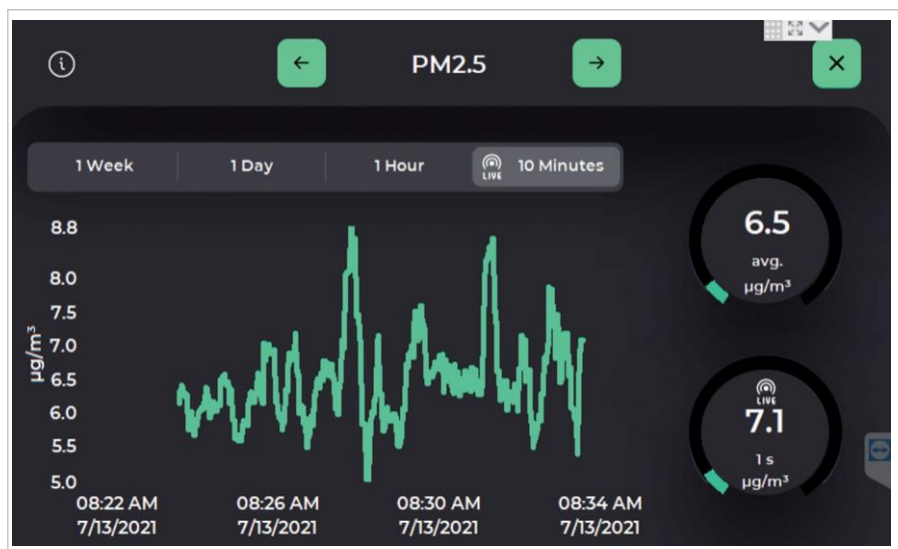 PM2.5
1 Week
1 Day
1 Hour
LIVE
10 Minutes
8.8
8.0
7.5
7.0
6.5
6.0
5.5
5.0
µg/m³
08:22 AM
7/13/2021
08:26 AM
7/13/2021
08:30 AM
7/13/2021
08:34 AM
7/13/2021
6.5
avg.
µg/m³
LIVE
7.1
1 s
µg/m³